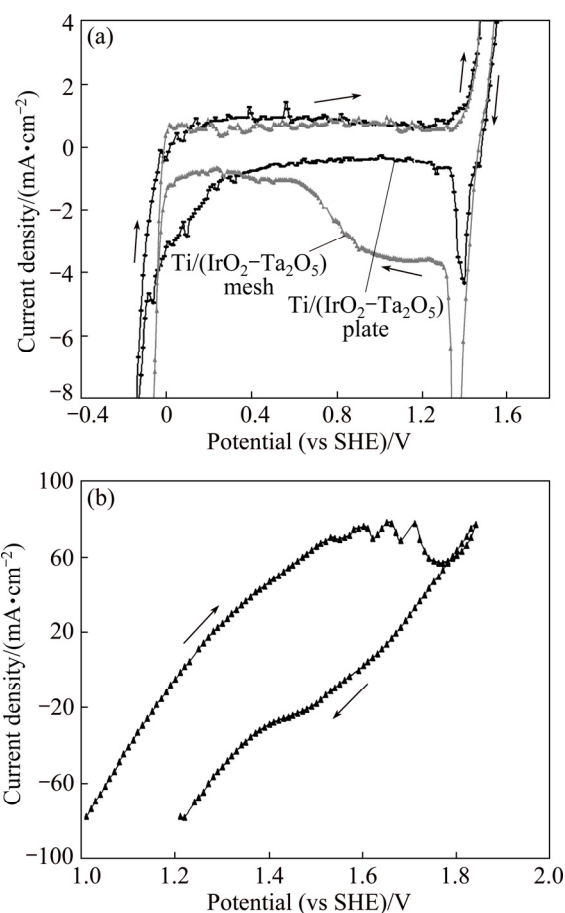 (a)
4
2
0
−2
−4
−6
−8
Current density/(mA•cm⁻²)
Ti/(IrO₂−Ta₂O₅)
mesh
Ti/(IrO₂−Ta₂O₅)
plate
−0.4 0 0.4 0.8 1.2 1.6
Potential (vs SHE)/V
(b)
100
60
20
−20
−60
−100
Current density/(mA•cm⁻²)
1.0 1.2 1.4 1.6 1.8 2.0
Potential (vs SHE)/V